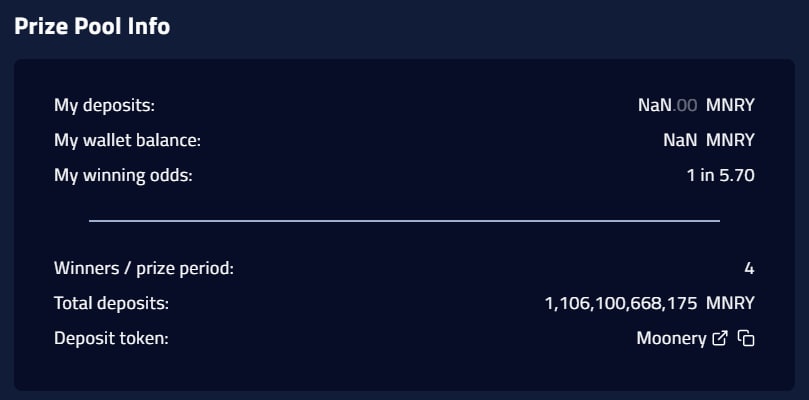 Prize Pool Info
My deposits: NaN.00 MNRY
My wallet balance: NaN MNRY
My winning odds: 1 in 5.70
Winners / prize period: 4
Total deposits: 1,106,100,668,175 MNRY
Deposit token: Moonery